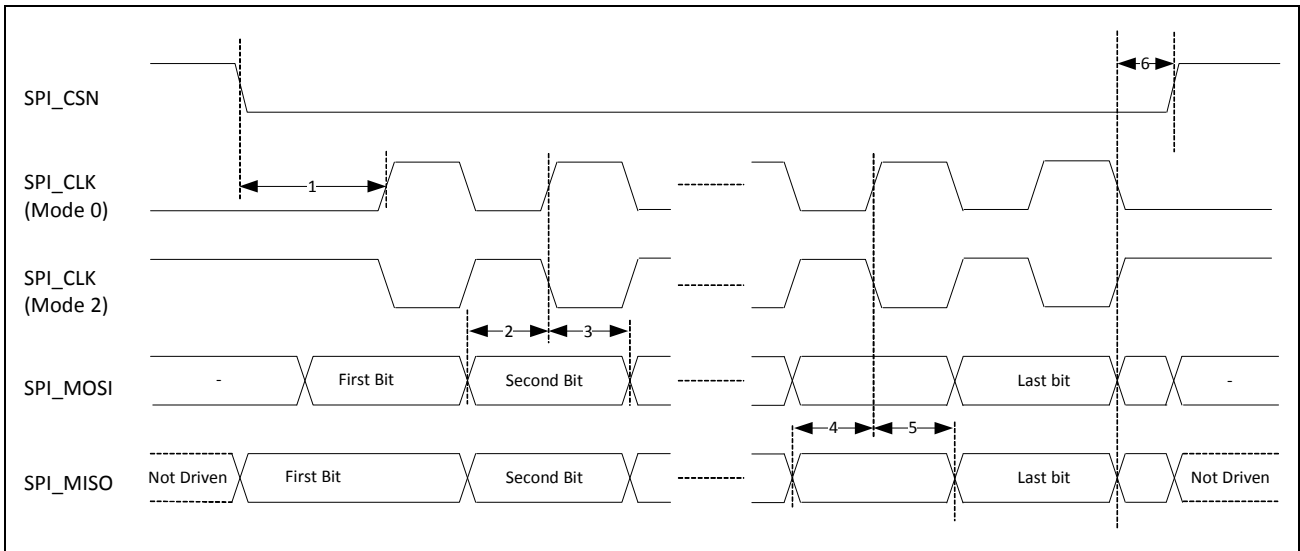 6
SPI_CSN
SPI_CLK
(Mode 0)
1
SPI_CLK
(Mode 2)
2
3
SPI_MOSI
-
First Bit
Second Bit
Last bit
-
4
5
SPI_MISO
Not Driven
First Bit
Second Bit
Last bit
Not Driven